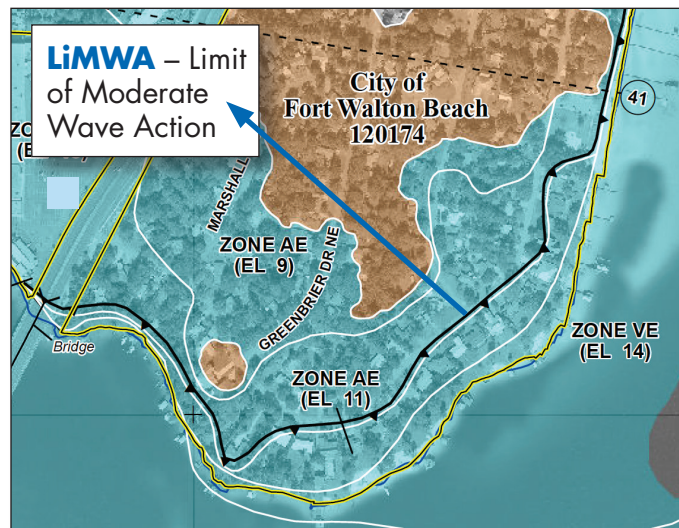 LiMWA – Limit
of Moderate
Wave Action
City of
Fort Walton Beach
120174
41
MARSHALL
ZONE AE
(EL 9)
GREENBRIER DR NE
ZONE VE
(EL 14)
Bridge
ZONE AE
(EL 11)